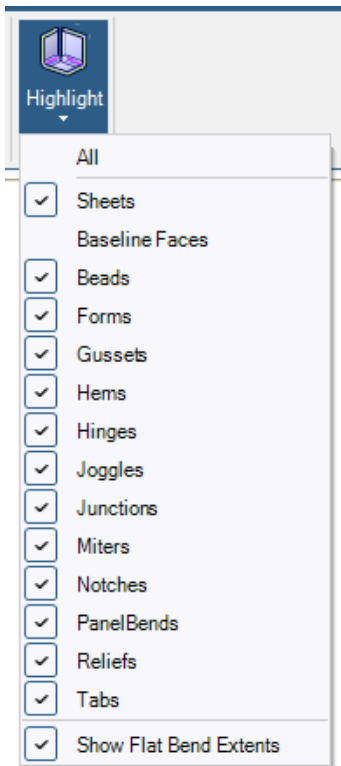 Highlight
All
Sheets
Baseline Faces
Beads
Forms
Gussets
Hems
Hinges
Joggles
Junctions
Miters
Notches
PanelBends
Reliefs
Tabs
Show Flat Bend Extents